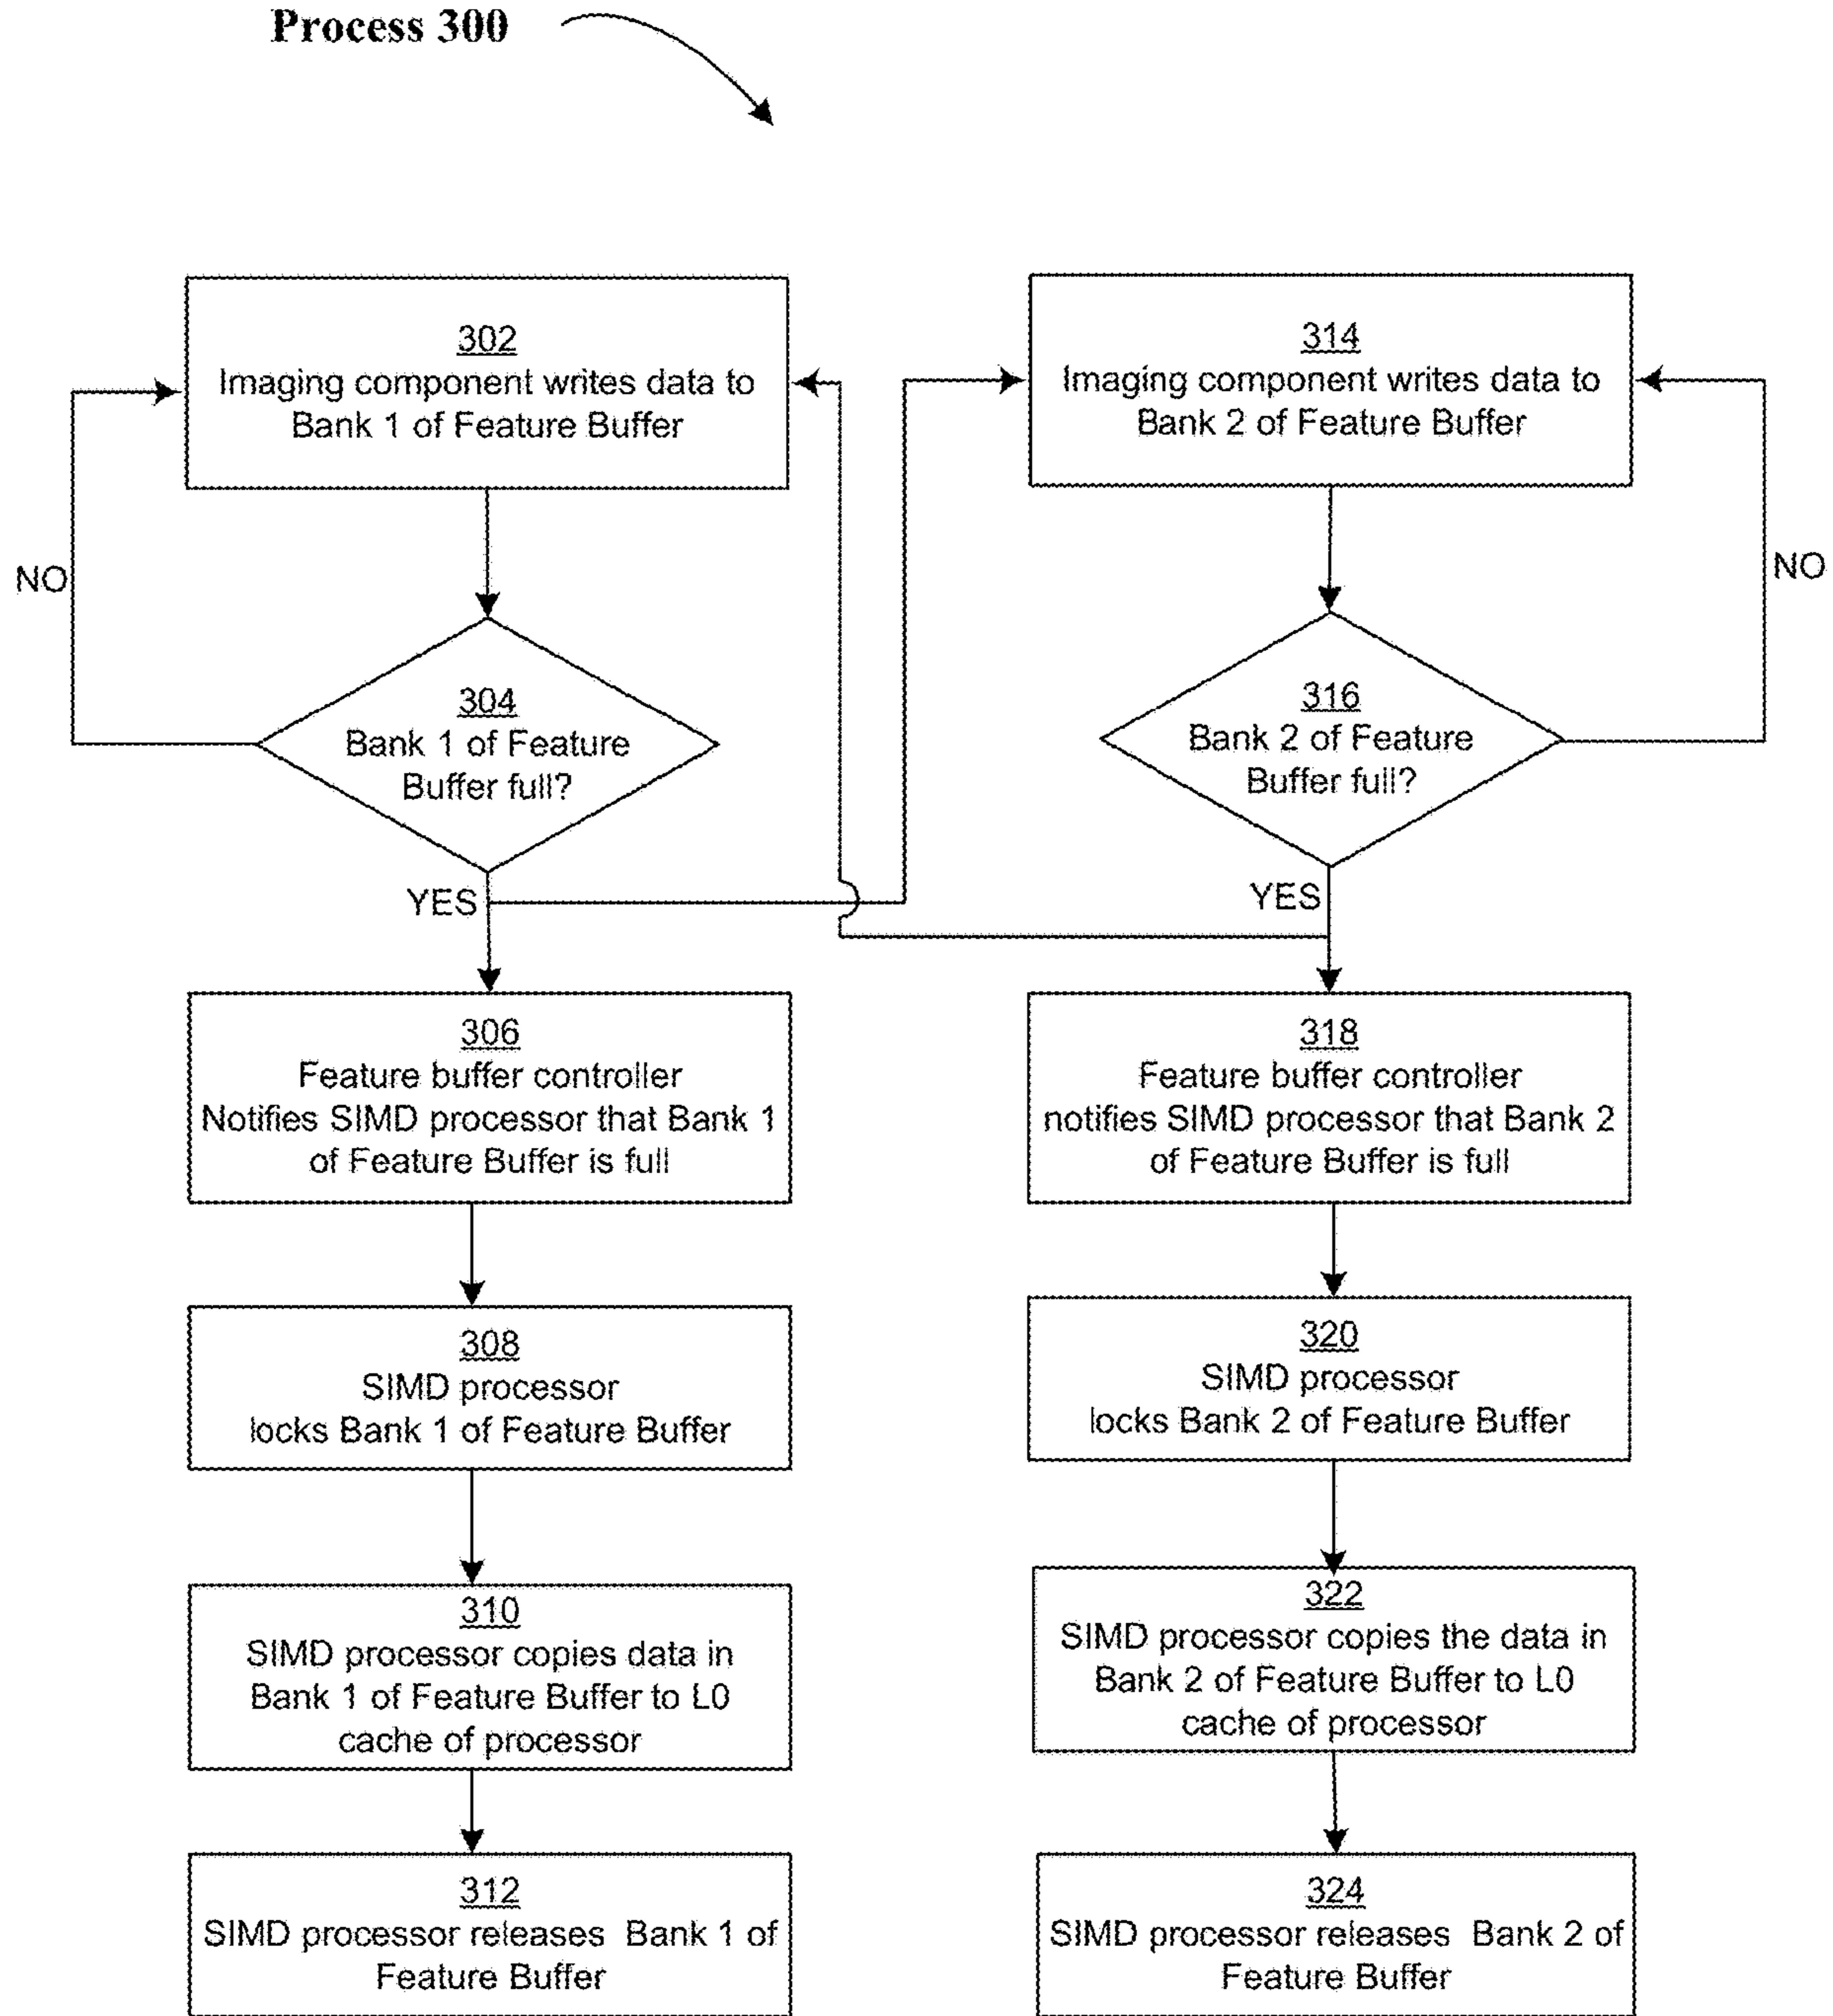 Process 300
302
Imaging component writes data to
Bank 1 of Feature Buffer
NO
304
Bank 1 of Feature
Buffer full?
YES
306
Feature buffer controller
Notifies SIMD processor that Bank 1
of Feature Buffer is full
308
SIMD processor
locks Bank 1 of Feature Buffer
310
SIMD processor copies data in
Bank 1 of Feature Buffer to L0
cache of processor
312
SIMD processor releases Bank 1 of
Feature Buffer
314
Imaging component writes data to
Bank 2 of Feature Buffer
NO
316
Bank 2 of Feature
Buffer full?
YES
318
Feature buffer controller
notifies SIMD processor that Bank 2
of Feature Buffer is full
320
SIMD processor
locks Bank 2 of Feature Buffer
322
SIMD processor copies the data in
Bank 2 of Feature Buffer to L0
cache of processor
324
SIMD processor releases Bank 2 of
Feature Buffer